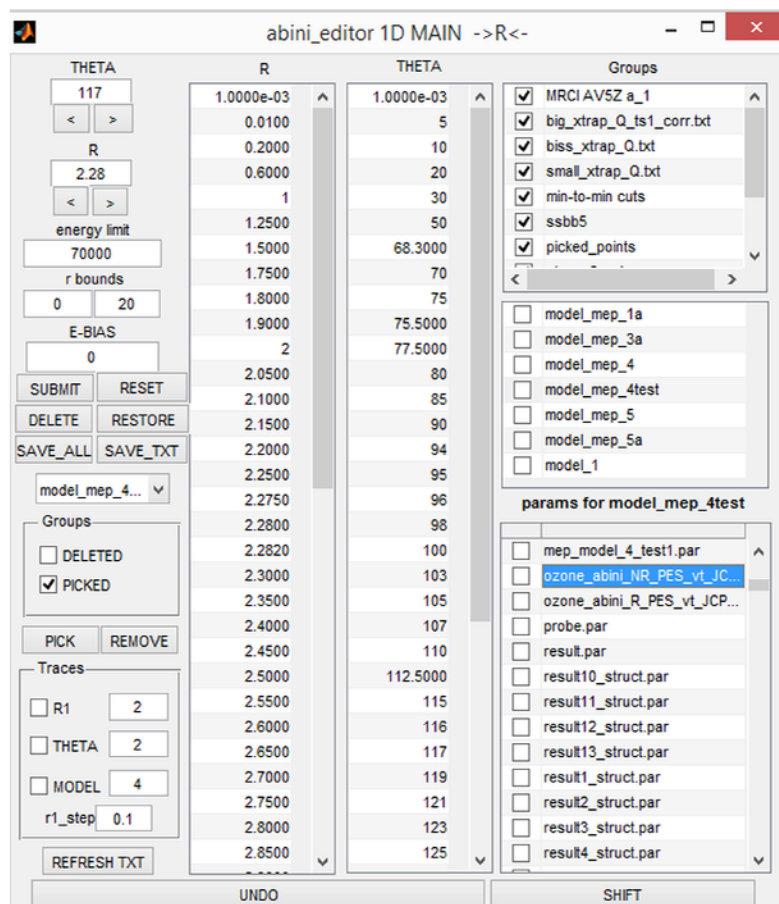 abini_editor 1D MAIN ->R<-
THETA
117
< >
R
2.28
< >
energy limit
70000
r bounds
0 20
E-BIAS
0
SUBMIT RESET
DELETE RESTORE
SAVE_ALL SAVE_TXT
model_mep_4...
Groups
DELETED
PICKED
PICK REMOVE
Traces
R1 2
THETA 2
MODEL 4
r1_step 0.1
REFRESH TXT
R
1.0000e-03
0.0100
0.2000
0.6000
1
1.2500
1.5000
1.7500
1.8000
1.9000
2
2.0500
2.1000
2.1500
2.2000
2.2500
2.2750
2.2800
2.2820
2.3000
2.3500
2.4000
2.4500
2.5000
2.5500
2.6000
2.6500
2.7000
2.7500
2.8000
2.8500
THETA
1.0000e-03
5
10
20
30
50
68.3000
70
75
75.5000
77.5000
80
85
90
94
95
96
98
100
103
105
107
110
112.5000
115
116
117
119
121
123
125
Groups
MRCI AV5Z a_1
big_xtrap_Q_ts1_corr.txt
biss_xtrap_Q.txt
small_xtrap_Q.txt
min-to-min cuts
ssbb5
picked_points
model_mep_1a
model_mep_3a
model_mep_4
model_mep_4test
model_mep_5
model_mep_5a
model_1
params for model_mep_4test
mep_model_4_test1.par
ozone_abini_NR_PES_vt_JC...
ozone_abini_R_PES_vt_JCP...
probe.par
result.par
result10_struct.par
result11_struct.par
result12_struct.par
result13_struct.par
result1_struct.par
result2_struct.par
result3_struct.par
result4_struct.par
UNDO SHIFT